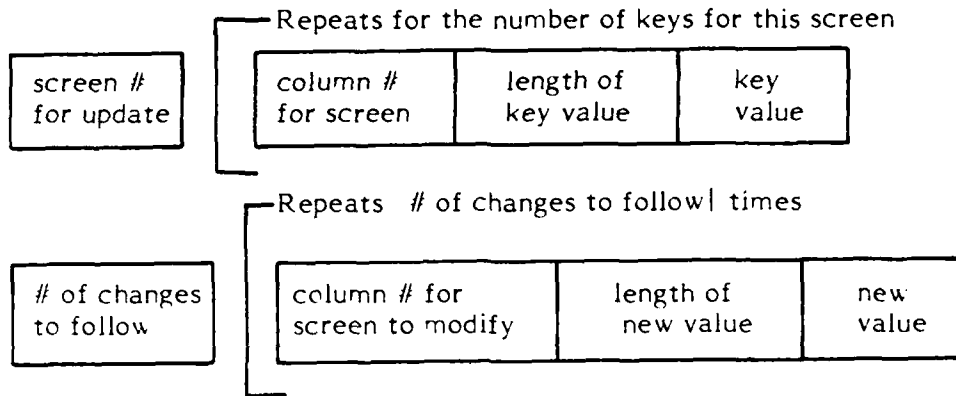 Repeats for the number of keys for this screen
screen #
for update
column #
for screen
length of
key value
key
value
Repeats # of changes to follow| times
# of changes
to follow
column # for
screen to modify
length of
new value
new
value